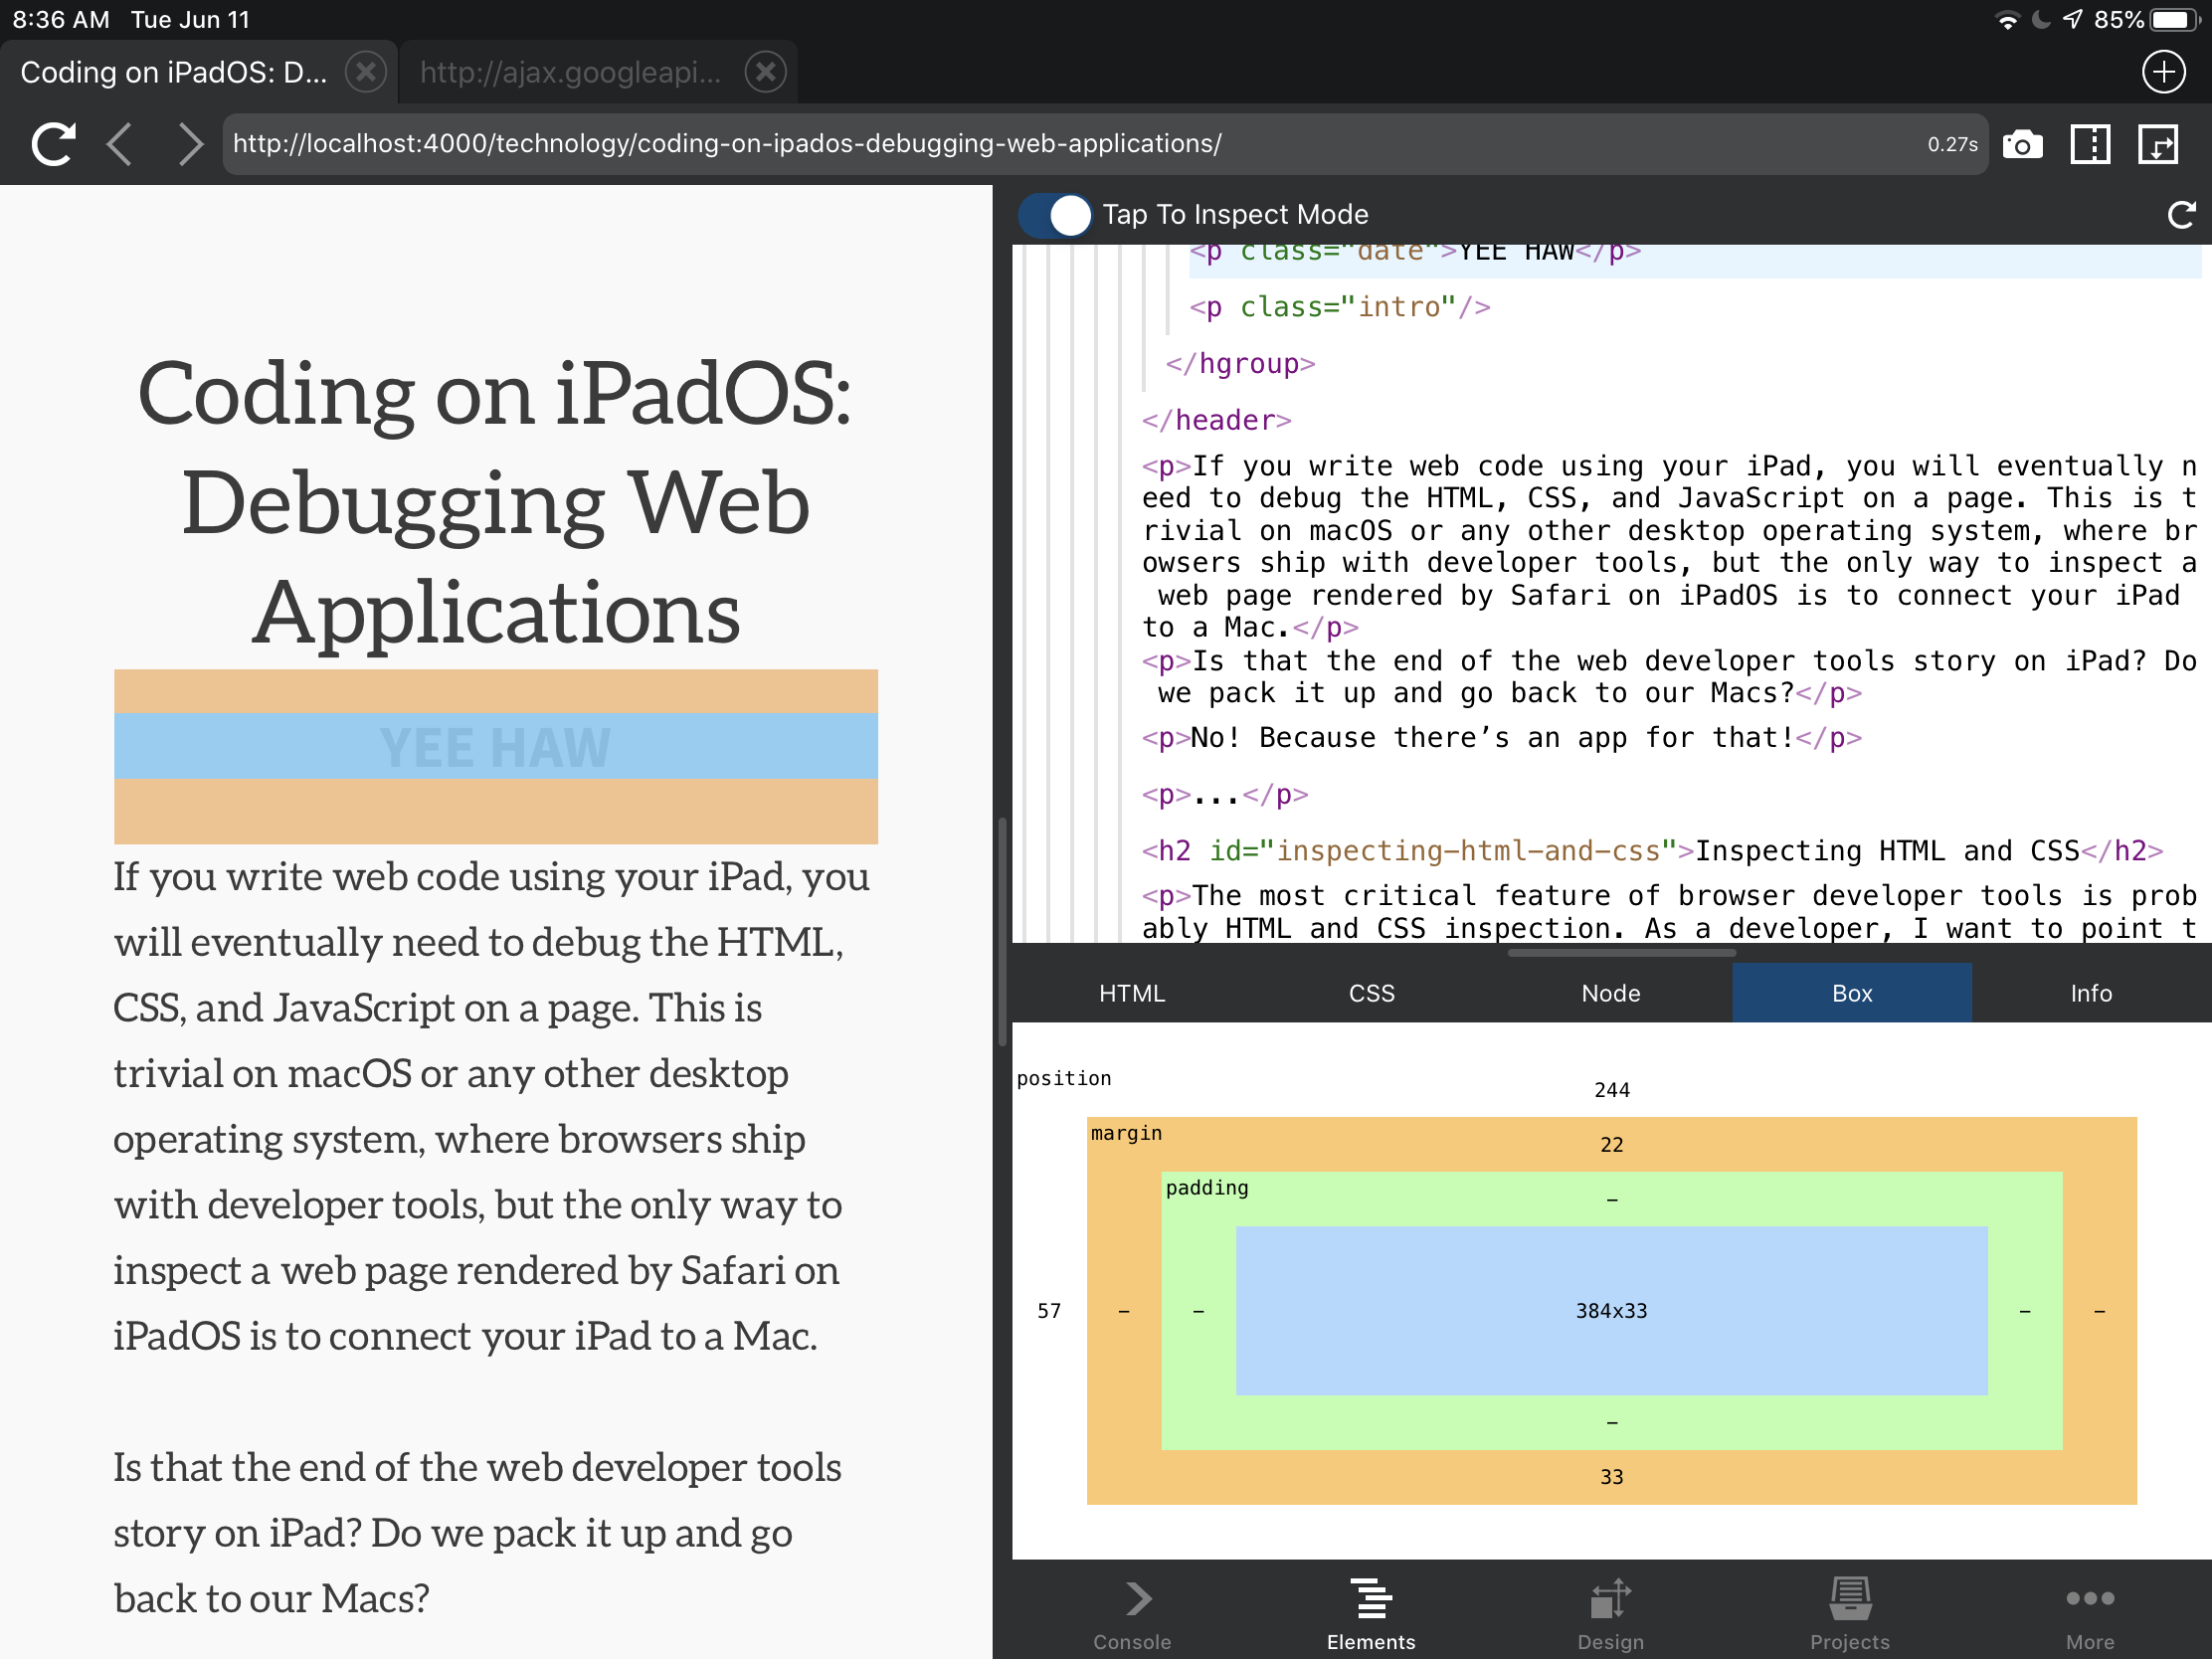 8:36 AM Tue Jun 11
85%
Coding on iPadOS: D...
http://ajax.googleapi...
http://localhost:4000/technology/coding-on-ipados-debugging-web-applications/
0.27s
Coding on iPadOS:
Debugging Web
Applications
YEE HAW
If you write web code using your iPad, you
will eventually need to debug the HTML,
CSS, and JavaScript on a page. This is
trivial on macOS or any other desktop
operating system, where browsers ship
with developer tools, but the only way to
inspect a web page rendered by Safari on
iPadOS is to connect your iPad to a Mac.
Is that the end of the web developer tools
story on iPad? Do we pack it up and go
back to our Macs?
Tap To Inspect Mode
<p class="date">YEE HAW</p>
<p class="intro"/>
</hgroup>
</header>
<p>If you write web code using your iPad, you will eventually n
eed to debug the HTML, CSS, and JavaScript on a page. This is t
rivial on macOS or any other desktop operating system, where br
owsers ship with developer tools, but the only way to inspect a
web page rendered by Safari on iPadOS is to connect your iPad
to a Mac.</p>
<p>Is that the end of the web developer tools story on iPad? Do
we pack it up and go back to our Macs?</p>
<p>No! Because there’s an app for that!</p>
<p>...</p>
<h2 id="inspecting-html-and-css">Inspecting HTML and CSS</h2>
<p>The most critical feature of browser developer tools is prob
ably HTML and CSS inspection. As a developer, I want to point t
HTML
CSS
Node
Box
Info
position
244
margin
22
padding
–
57
–
–
384x33
–
–
–
33
Console
Elements
Design
Projects
More